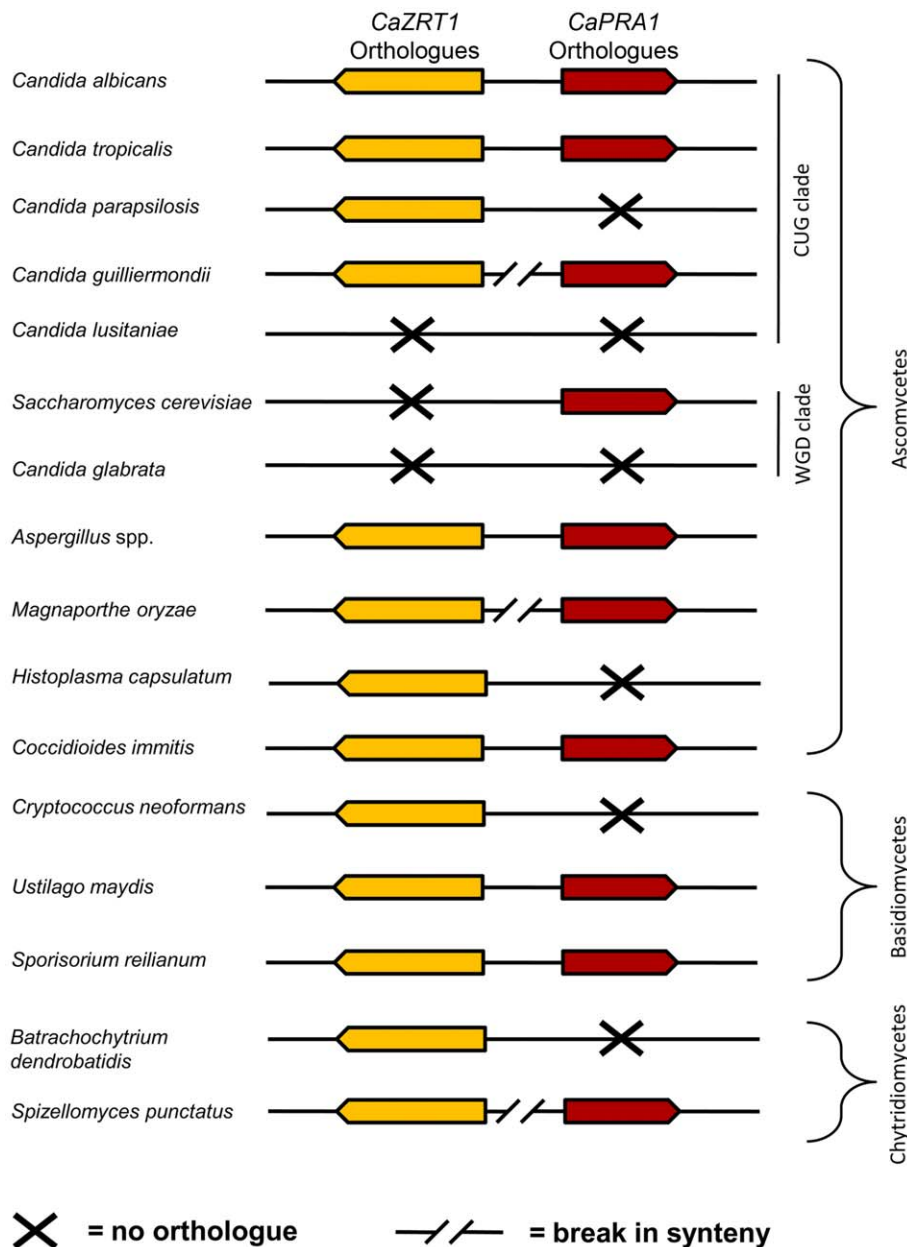 CaZRT1 CaPRA1
Orthologues Orthologues
Candida albicans
Candida tropicalis
Candida parapsilosis
Candida guilliermondii
Candida lusitaniae
CUG clade
Saccharomyces cerevisiae
Candida glabrata
WGD clade
Aspergillus spp.
Magnaporthe oryzae
Histoplasma capsulatum
Coccidioides immitis
Ascomycetes
Cryptococcus neoformans
Ustilago maydis
Sporisorium reilianum
Basidiomycetes
Batrachochytrium
dendrobatidis
Spizellomyces punctatus
Chytridiomycetes
= no orthologue = break in synteny